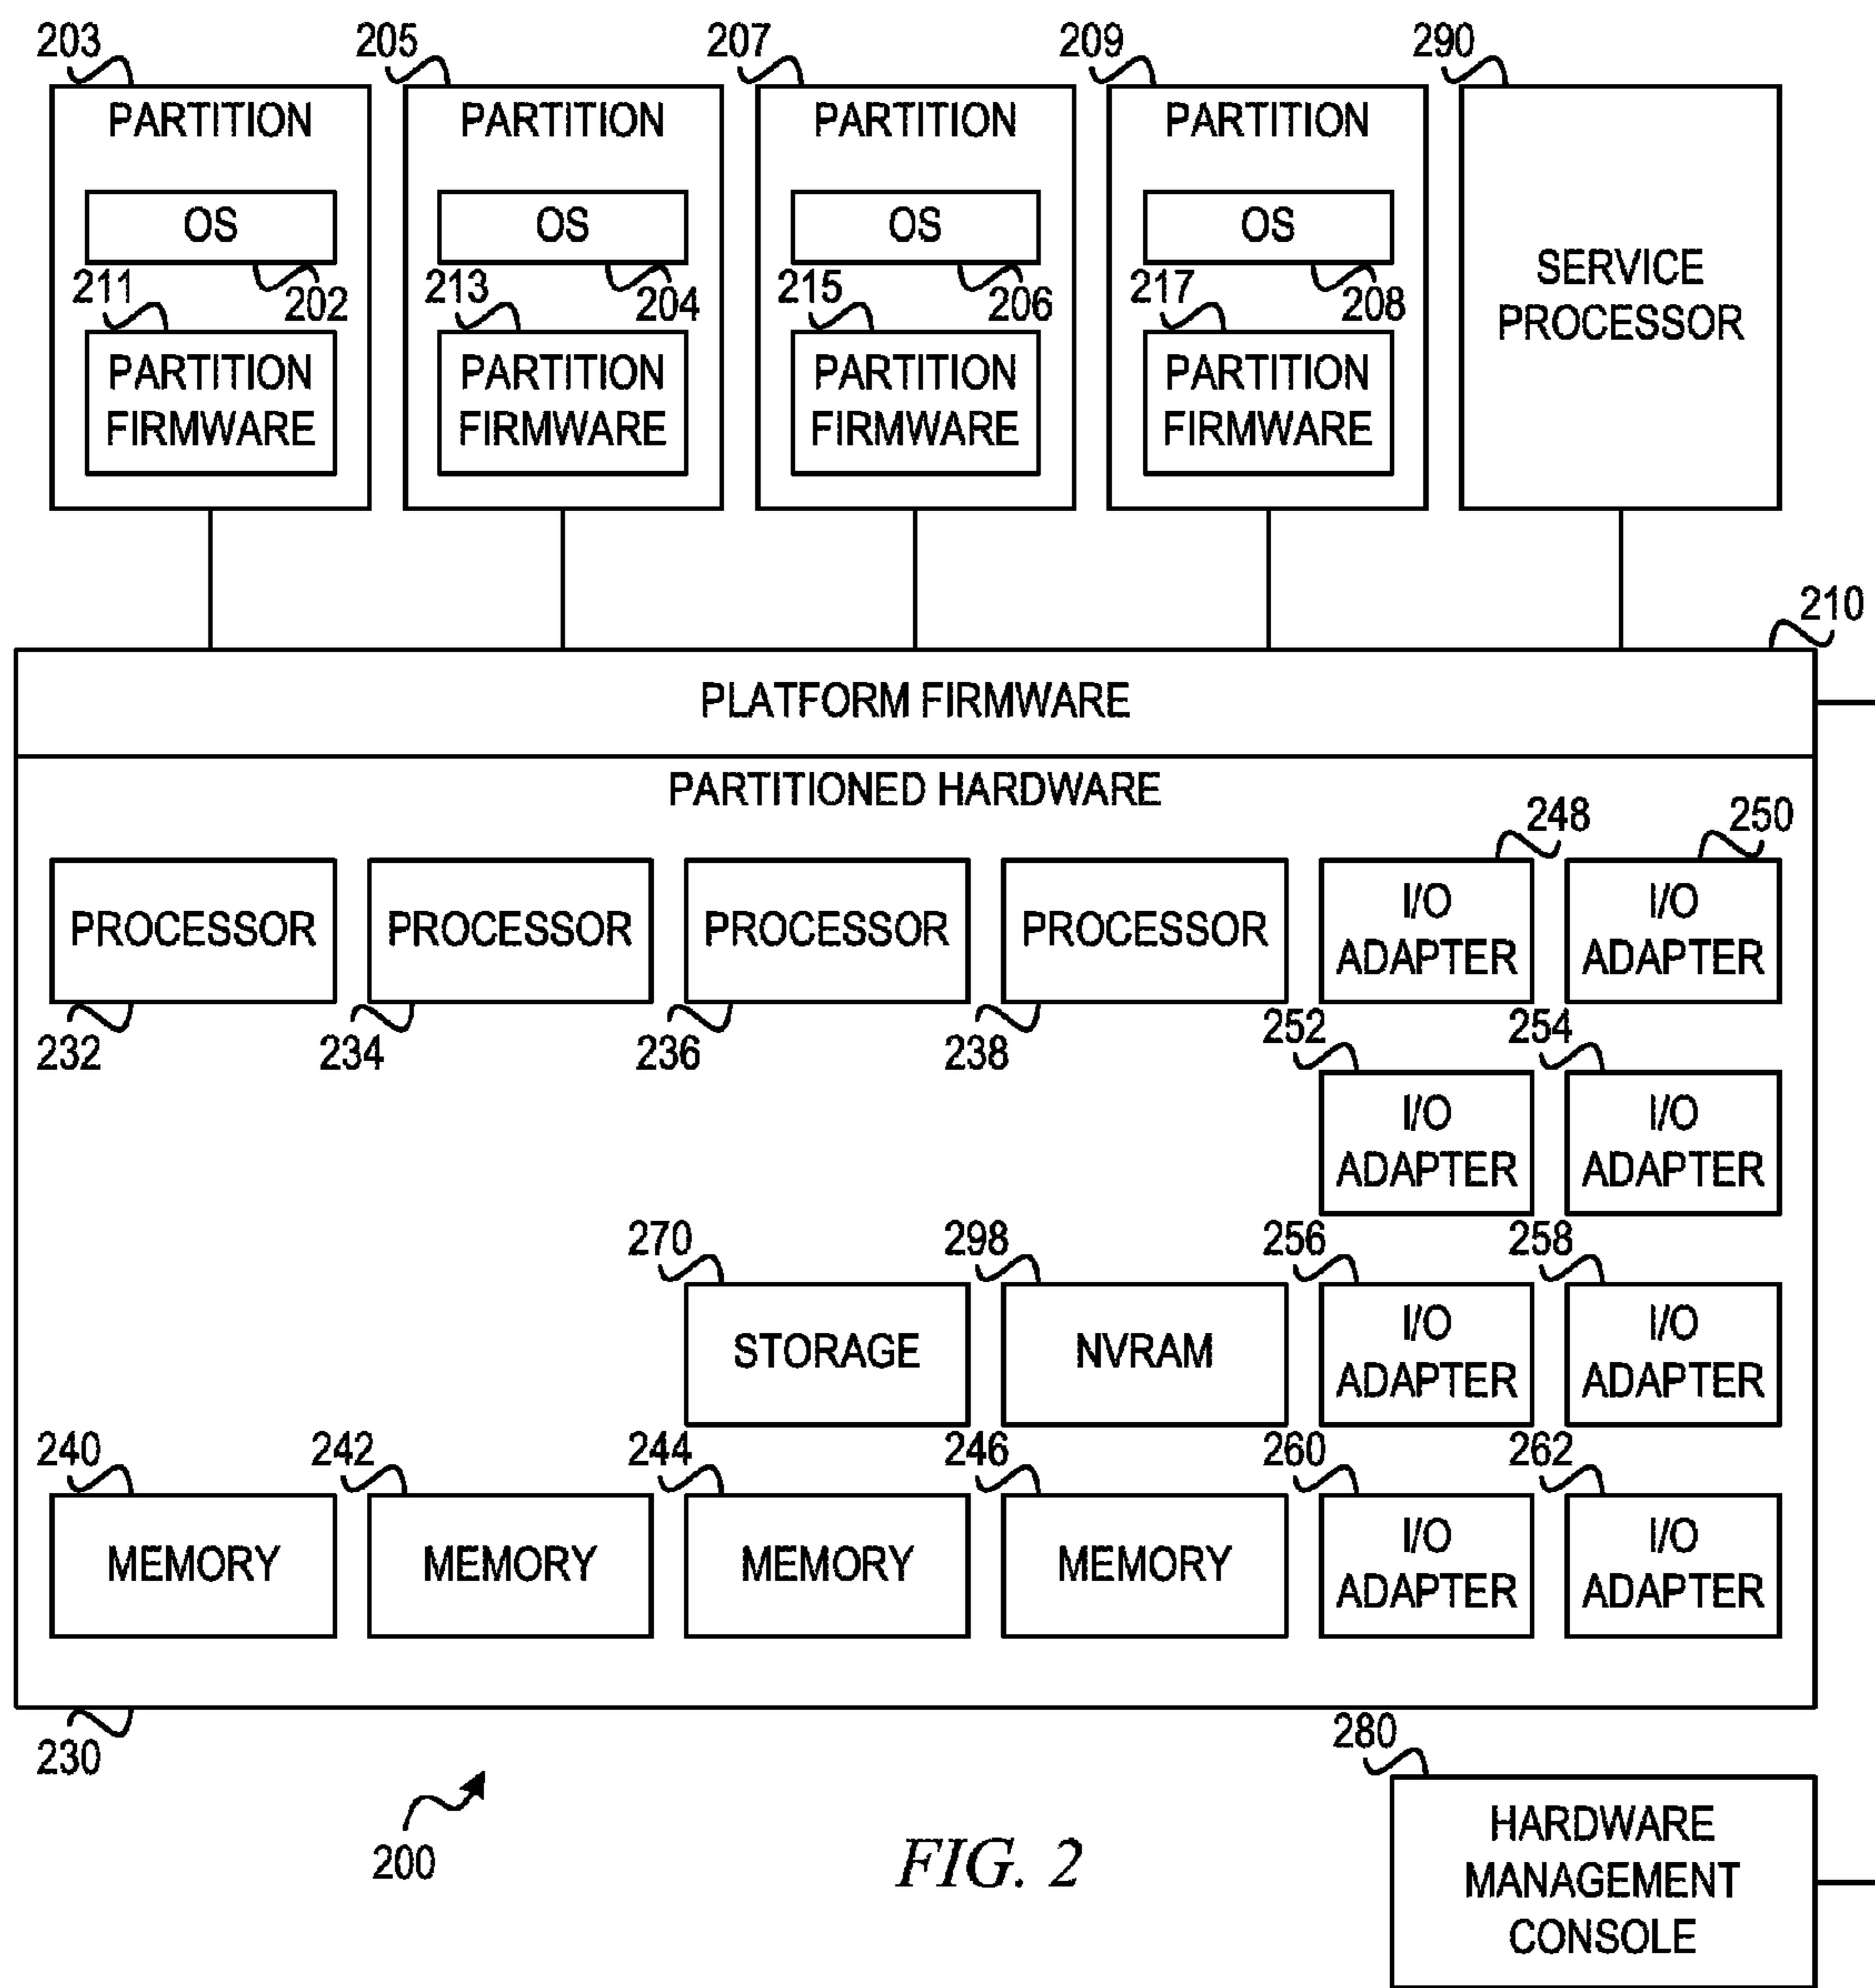 203
205
207
209
290
PARTITION
PARTITION
PARTITION
PARTITION
OS
OS
OS
OS
SERVICE
PROCESSOR
211
202
213
204
215
206
217
208
PARTITION
FIRMWARE
PARTITION
FIRMWARE
PARTITION
FIRMWARE
PARTITION
FIRMWARE
210
PLATFORM FIRMWARE
PARTITIONED HARDWARE
248
250
PROCESSOR
PROCESSOR
PROCESSOR
PROCESSOR
I/O
ADAPTER
I/O
ADAPTER
232
234
236
238
252
254
I/O
ADAPTER
I/O
ADAPTER
270
298
256
258
STORAGE
NVRAM
I/O
ADAPTER
I/O
ADAPTER
240
242
244
246
260
262
MEMORY
MEMORY
MEMORY
MEMORY
I/O
ADAPTER
I/O
ADAPTER
230
280
200
FIG. 2
HARDWARE
MANAGEMENT
CONSOLE